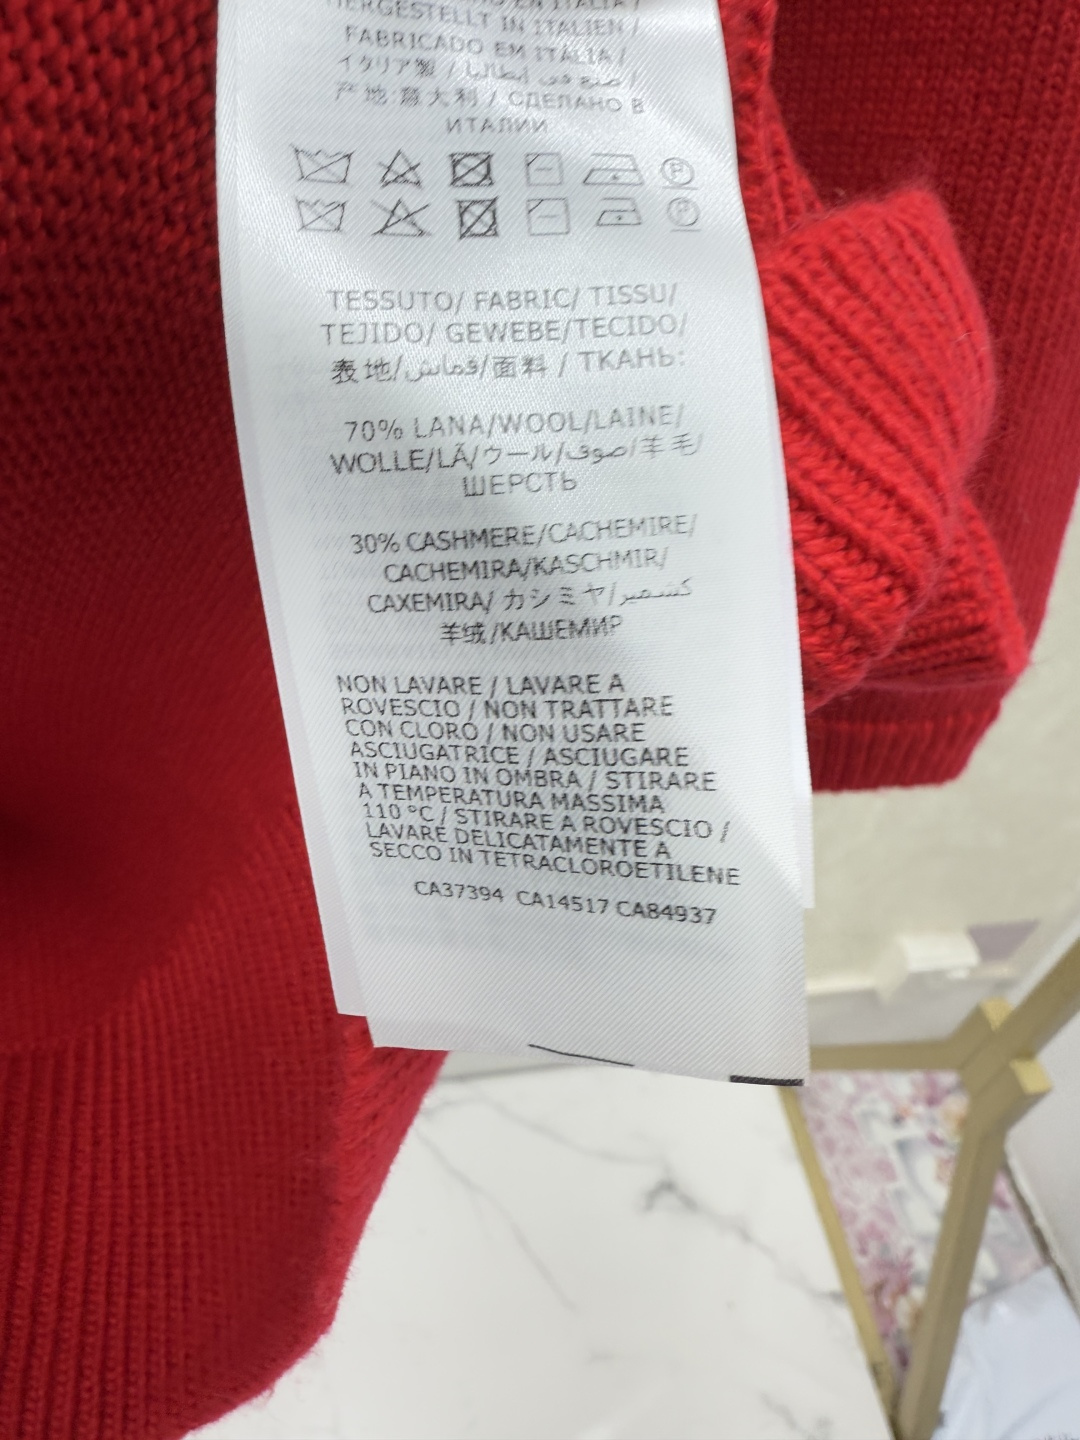 HERGESTELLT IN ITALIEN /
FABRICADO EM ITALIA /
イタリア製 / صنع في إيطاليا /
产地:意大利 / СДЕЛАНО В
ИТАЛИИ
TESSUTO/ FABRIC/ TISSU/
TEJIDO/ GEWEBE/TECIDO/
表地/قماش/面料 / ТКАНЬ:
70% LANA/WOOL/LAINE/
WOLLE/LÃ/ウール/صوف/羊毛/
ШЕРСТЬ
30% CASHMERE/CACHEMIRE/
CACHEMIRA/KASCHMIR/
CAXEMIRA/ カシミヤ/كشمير/
羊绒/КАШЕМИР
NON LAVARE / LAVARE A
ROVESCIO / NON TRATTARE
CON CLORO / NON USARE
ASCIUGATRICE / ASCIUGARE
IN PIANO IN OMBRA / STIRARE
A TEMPERATURA MASSIMA
110 °C / STIRARE A ROVESCIO /
LAVARE DELICATAMENTE A
SECCO IN TETRACLOROETILENE
CA37394 CA14517 CA84937